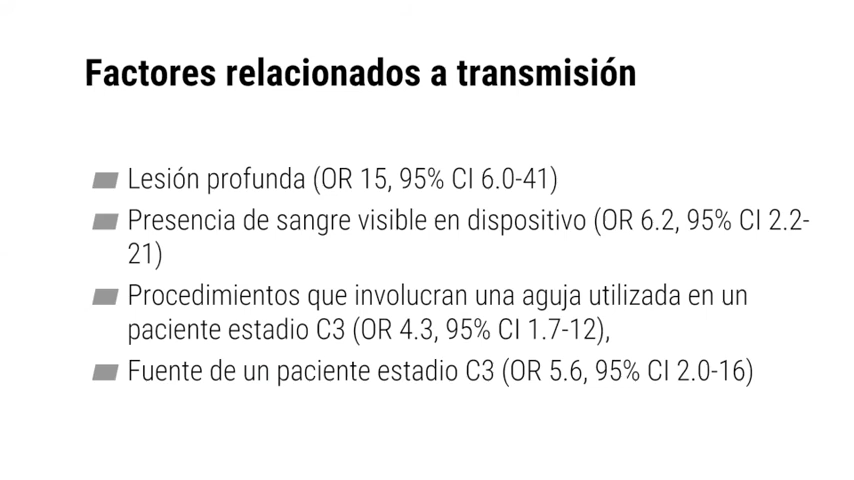 Factores relacionados a transmisión
Lesión profunda (OR 15, 95% CI 6.0-41)
Presencia de sangre visible en dispositivo (OR 6.2, 95% CI 2.2-
21)
Procedimientos que involucran una aguja utilizada en un
paciente estadio C3 (OR 4.3, 95% CI 1.7-12),
Fuente de un paciente estadio C3 (OR 5.6, 95% CI 2.0-16)